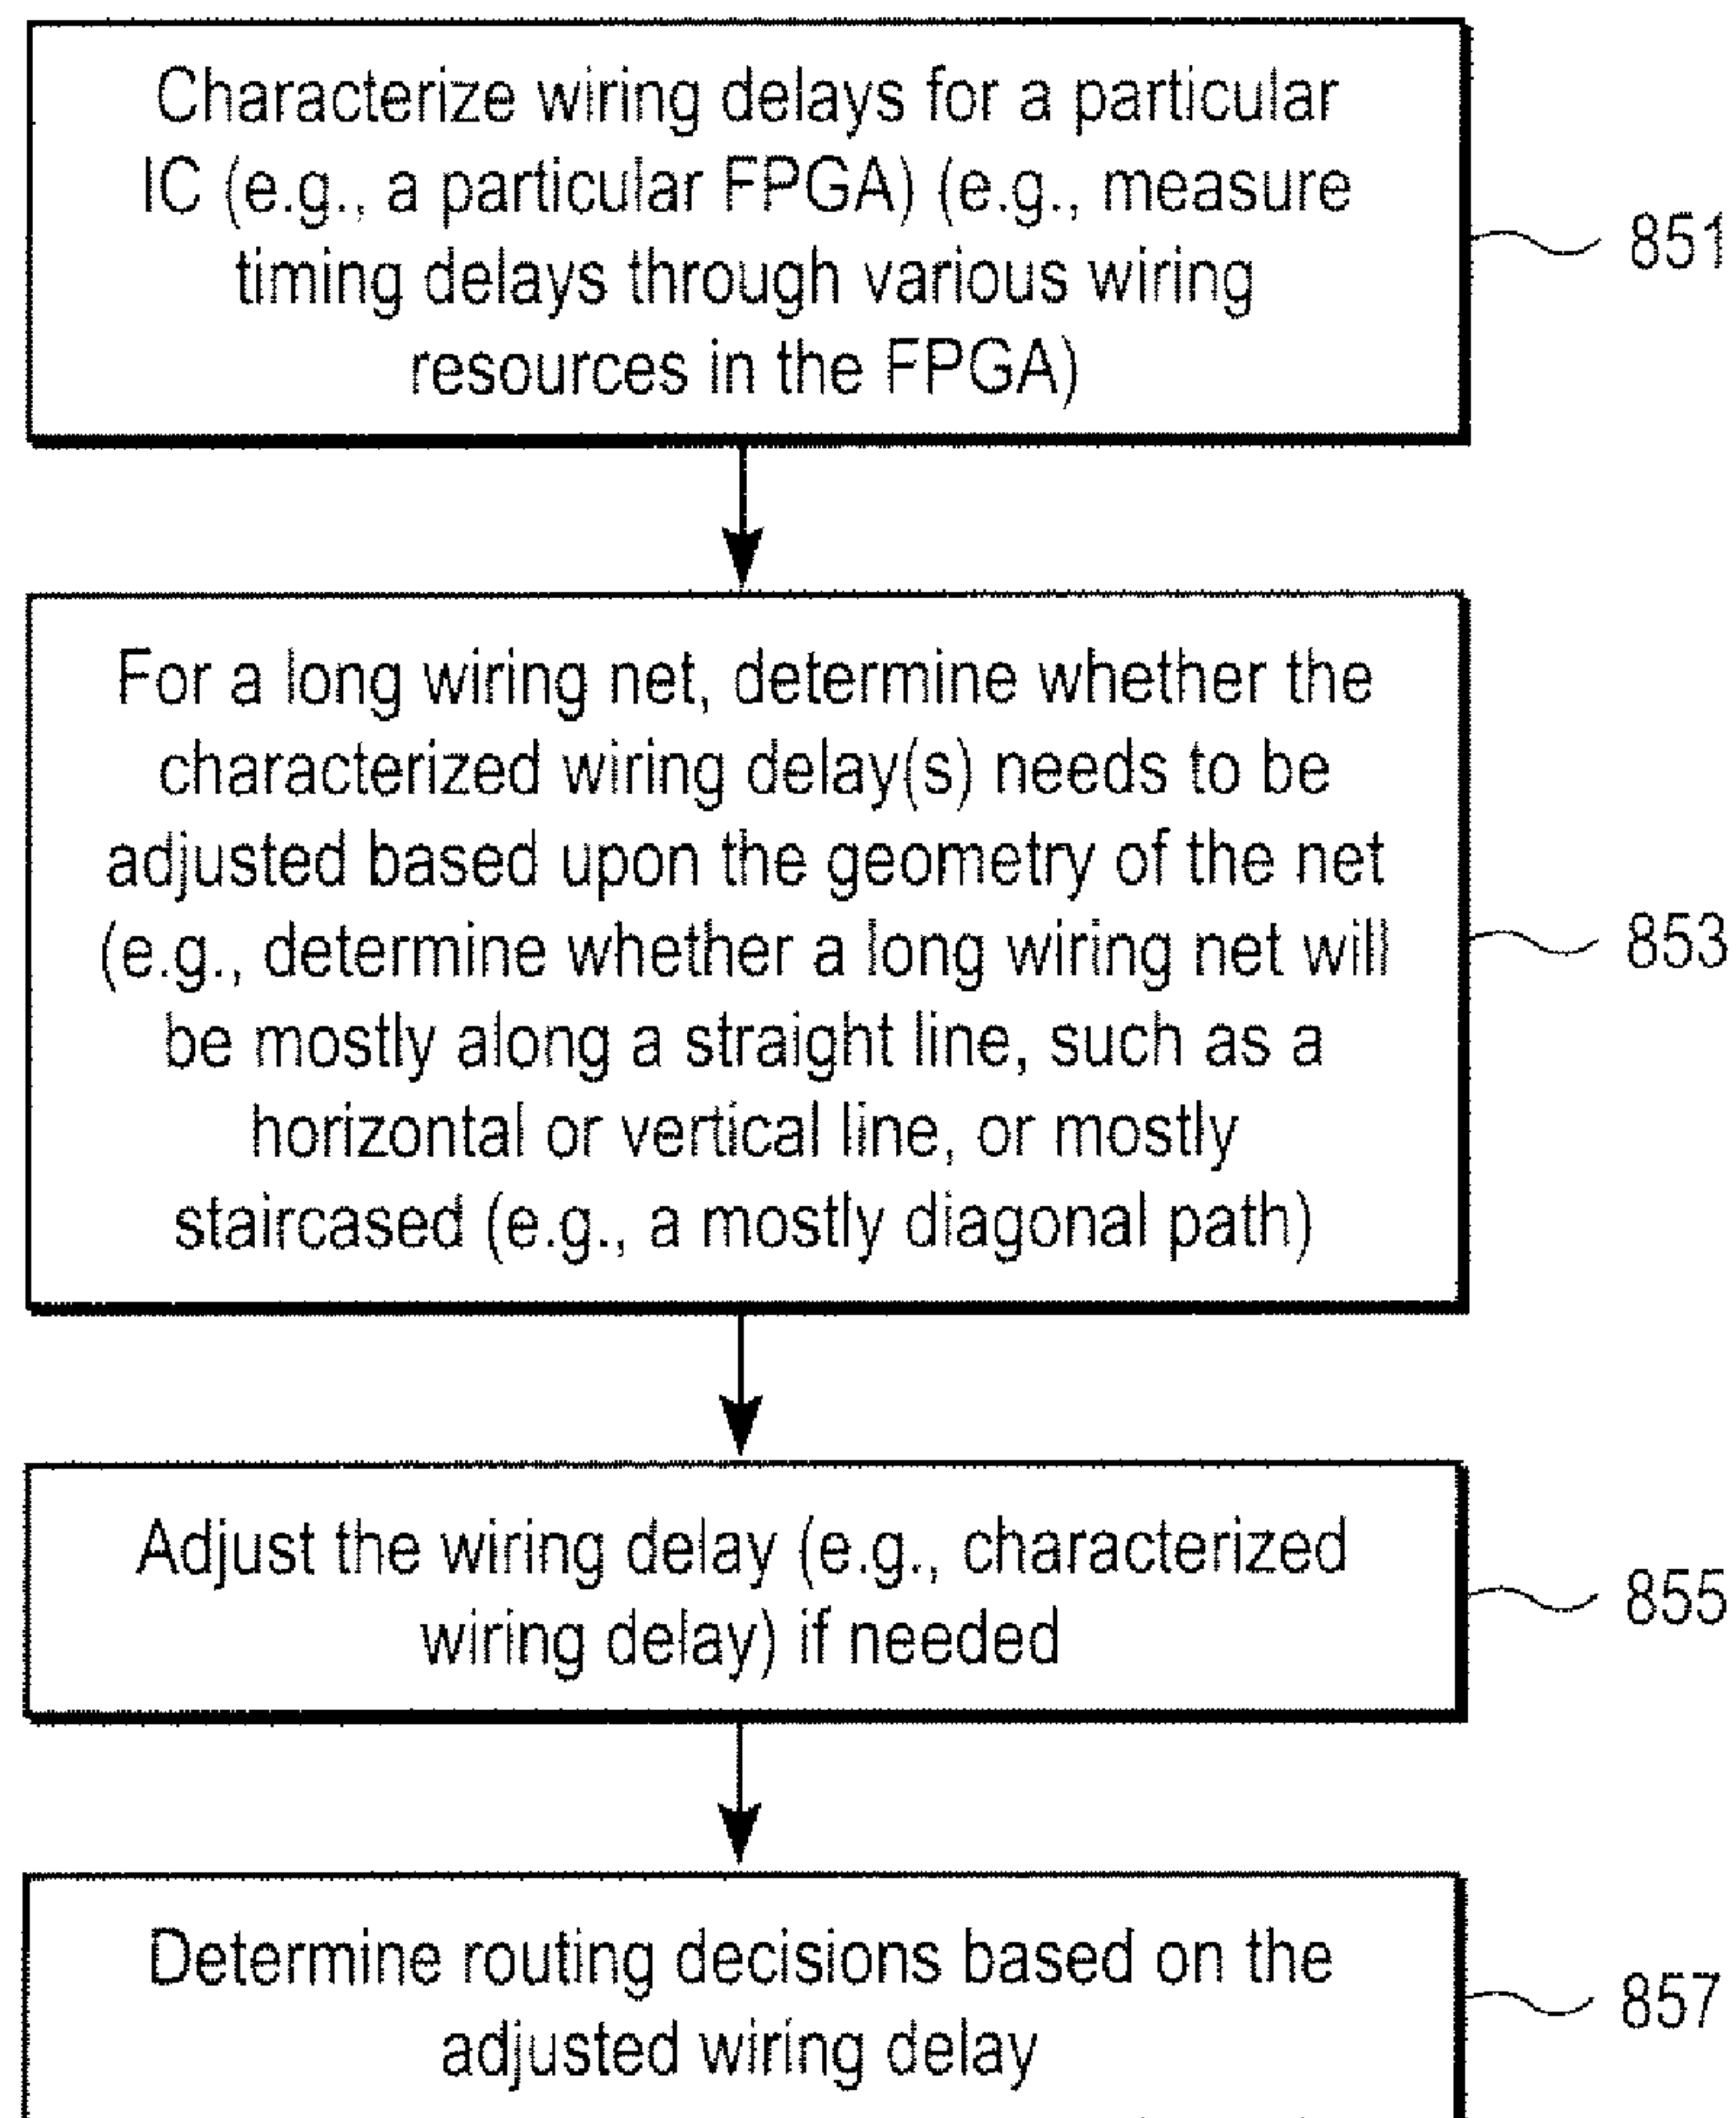 Characterize wiring delays for a particular
IC (e.g., a particular FPGA) (e.g., measure
timing delays through various wiring
resources in the FPGA)
851
For a long wiring net, determine whether the
characterized wiring delay(s) needs to be
adjusted based upon the geometry of the net
(e.g., determine whether a long wiring net will
be mostly along a straight line, such as a
horizontal or vertical line, or mostly
staircased (e.g., a mostly diagonal path)
853
Adjust the wiring delay (e.g., characterized
wiring delay) if needed
855
Determine routing decisions based on the
adjusted wiring delay
857